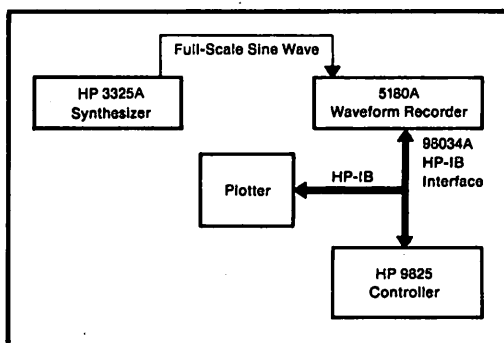 Full-Scale Sine Wave
HP 3325A
Synthesizer
5180A
Waveform Recorder
98034A
HP-IB
Interface
HP-IB
Plotter
HP 9825
Controller